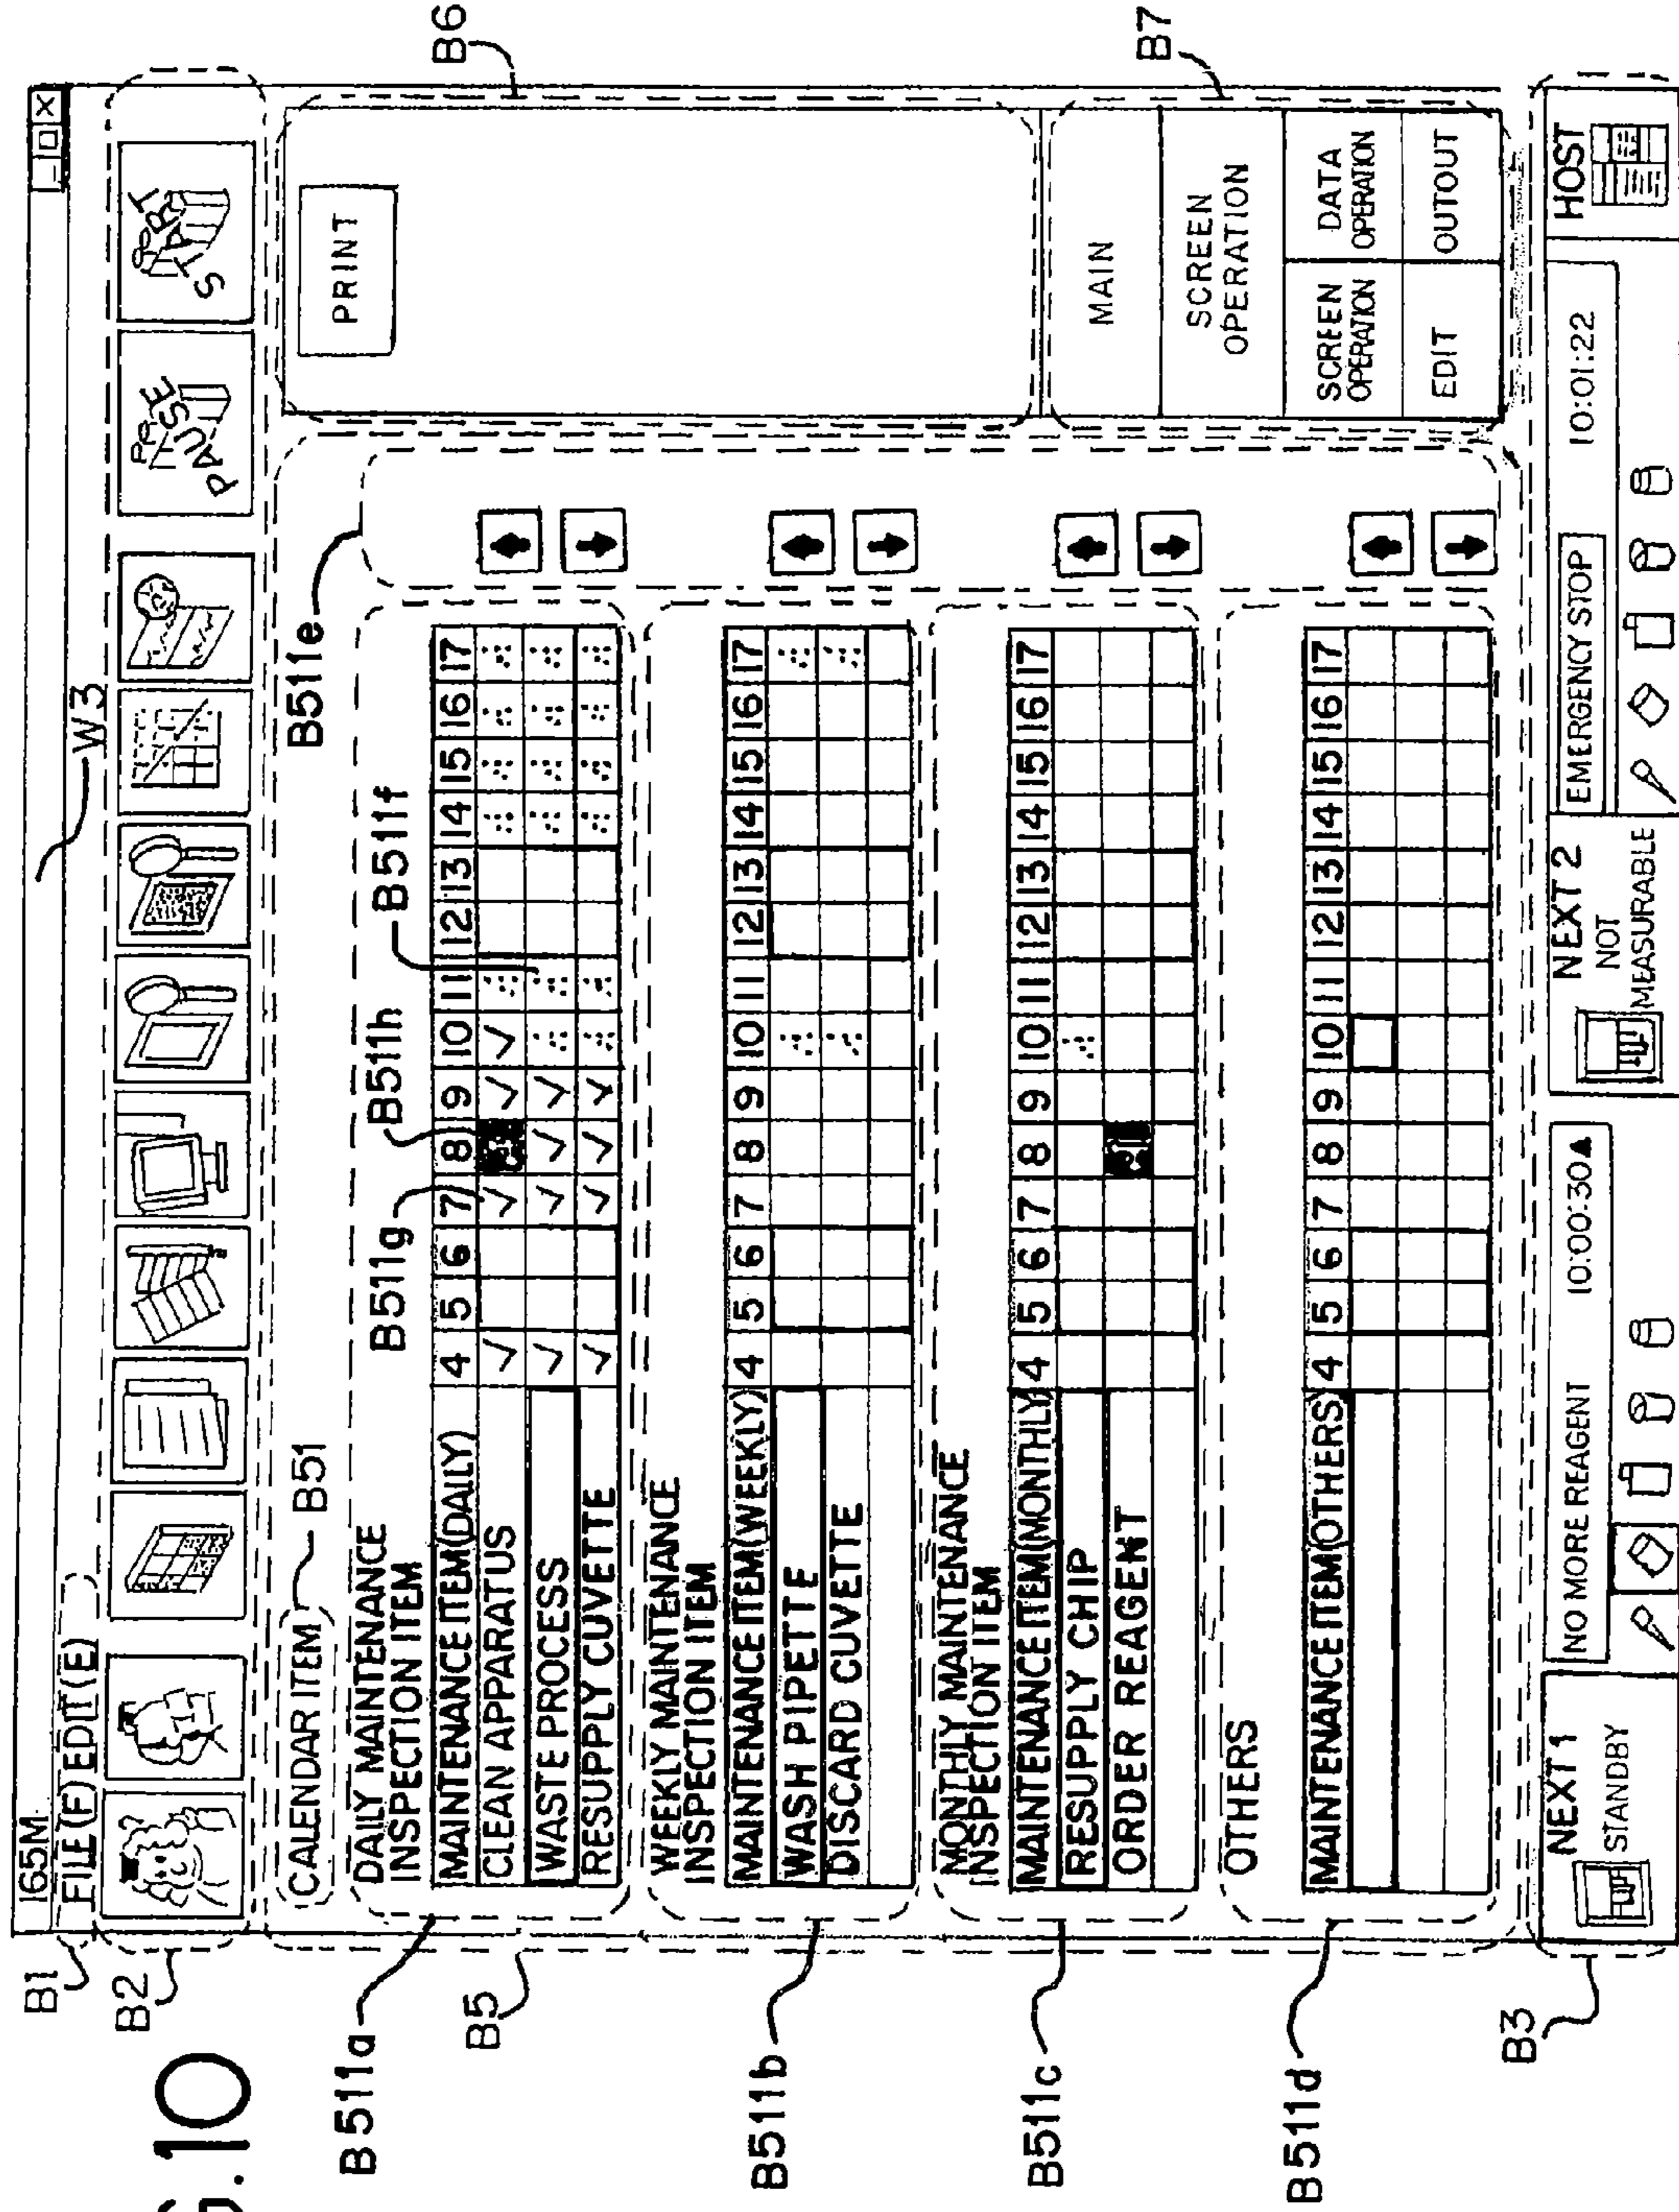 G.10
165M
W3
B1
FILE(F) EDIT(E)
B2
PAUSE
START
CALENDAR ITEM
B51
B511e
B6
PRINT
DAILY MAINTENANCE
INSPECTION ITEM
B511g
B511h
B511f
B511a
MAINTENANCE ITEM(DAILY) 4 5 6 7 8 9 10 11 12 13 14 15 16 17
CLEAN APPARATUS
WASTE PROCESS
RESUPPLY CUVETTE
B5
WEEKLY MAINTENANCE
INSPECTION ITEM
MAINTENANCE ITEM(WEEKLY) 4 5 6 7 8 9 10 11 12 13 14 15 16 17
WASH PIPETTE
DISCARD CUVETTE
B511b
MONTHLY MAINTENANCE
INSPECTION ITEM
MAINTENANCE ITEM(MONTHLY) 4 5 6 7 8 9 10 11 12 13 14 15 16 17
RESUPPLY CHIP
ORDER REAGENT
B511c
OTHERS
MAINTENANCE ITEM(OTHERS) 4 5 6 7 8 9 10 11 12 13 14 15 16 17
B511d
MAIN
B7
SCREEN
OPERATION
SCREEN
OPERATION
DATA
OPERATION
EDIT
OUTOUT
B3
NEXT 1
STANDBY
NO MORE REAGENT 10:00:30▲
NEXT 2
NOT
MEASURABLE
EMERGENCY STOP 10:01:22
HOST